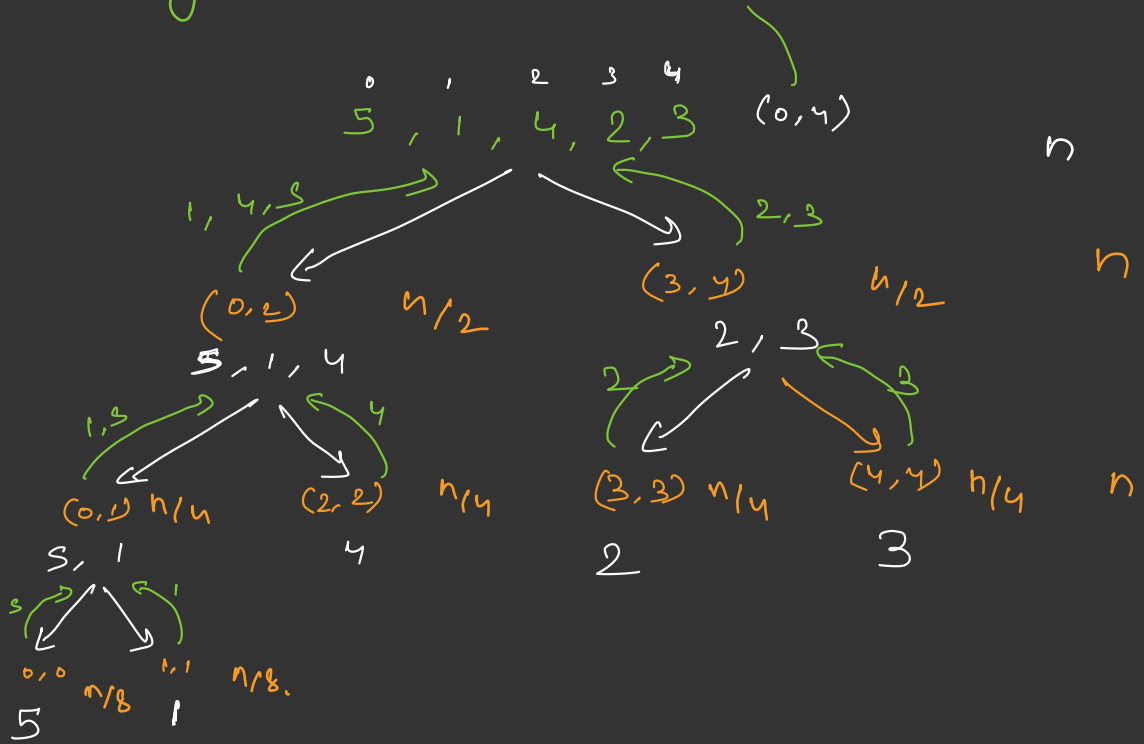 0 1 2 3 4
5, 1, 4, 2, 3 (0,4)
n
1, 4, 5 2, 3
(0,2) n/2 (3,4) n/2 n
5, 1, 4 2, 3
1,5 4 2 3
(0,1) n/4 (2,2) n/4 (3,3) n/4 (4,4) n/4 n
5, 1 4 2 3
5 1
0,0 n/8 1,1 n/8.
5 1